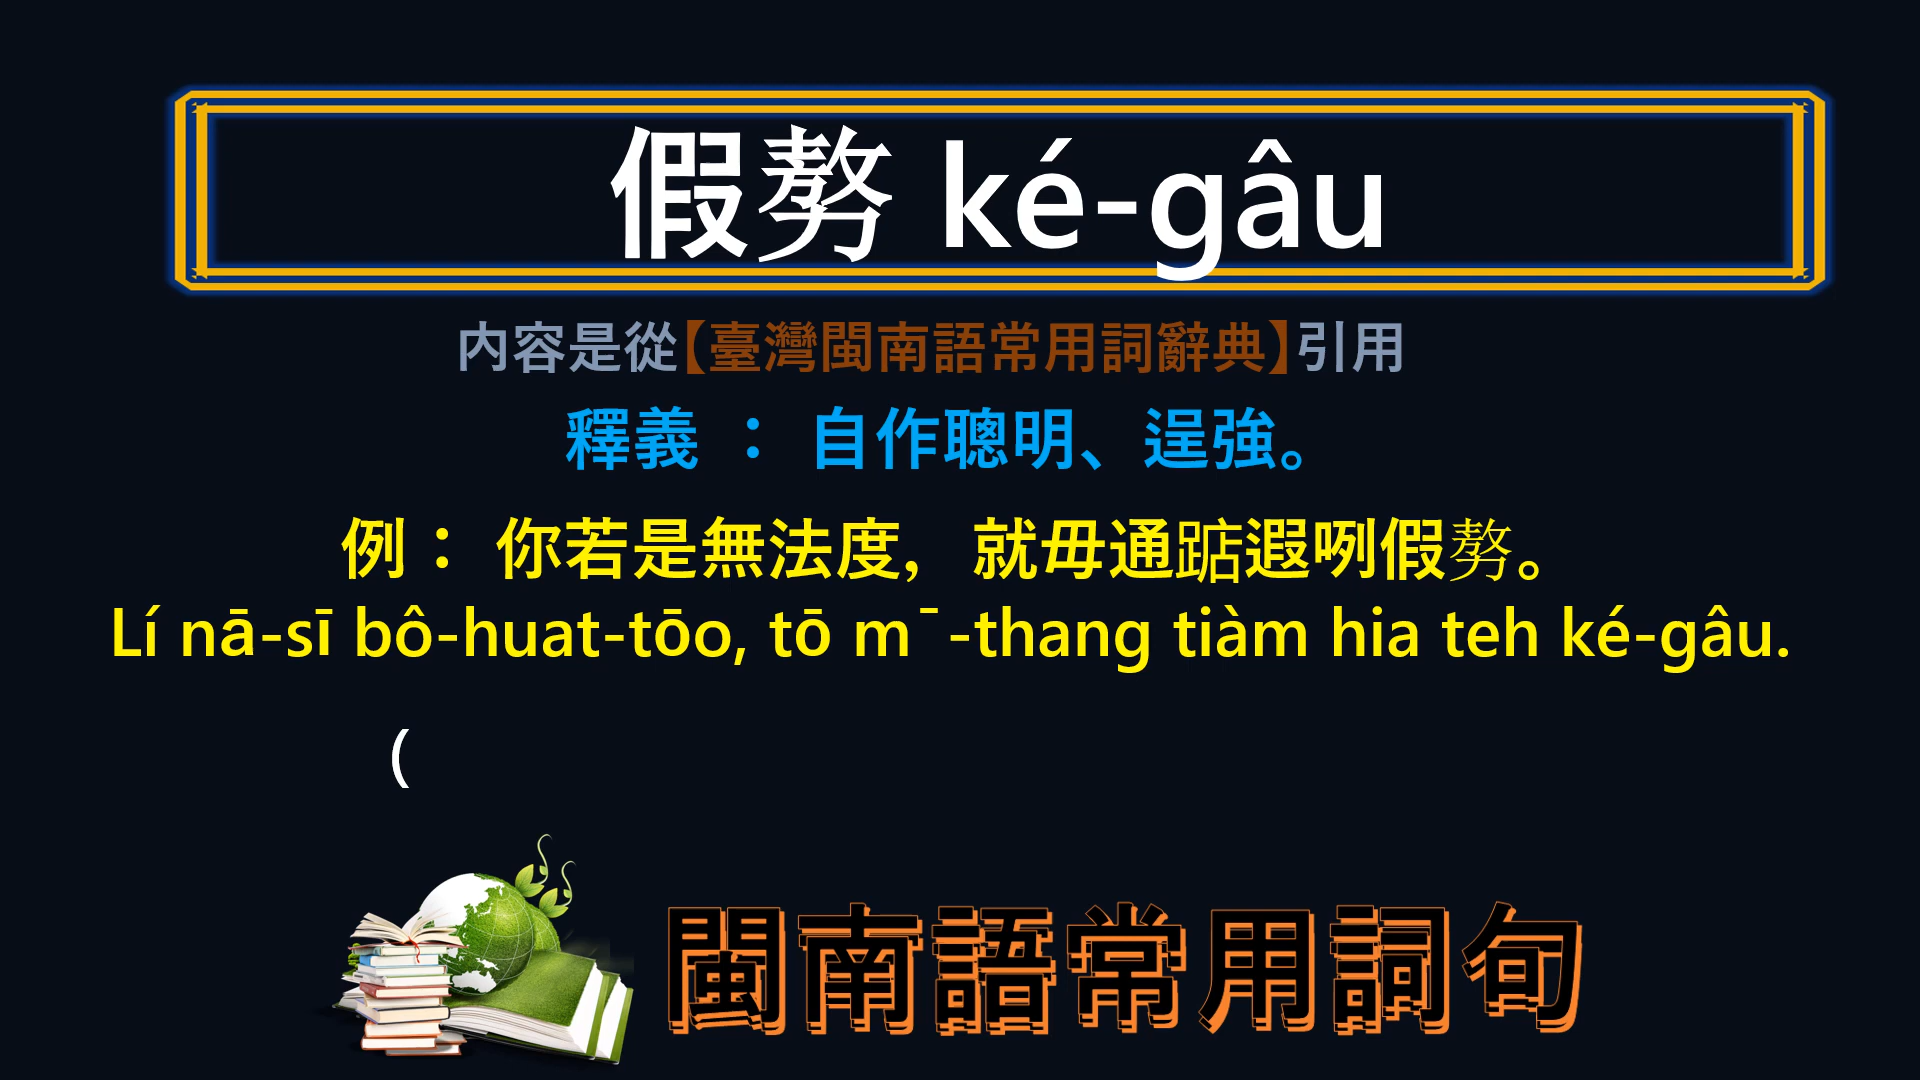 假勢 ké-gâu
内容是從【臺灣閩南語常用詞辭典】引用
釋義 ： 自作聰明、逞強。
例： 你若是無法度，就毋通踮遐咧假勢。
Lí nā-sī bô-huat-tōo, tō m¯-thang tiàm hia teh ké-gâu.
(
閩南語常用詞句